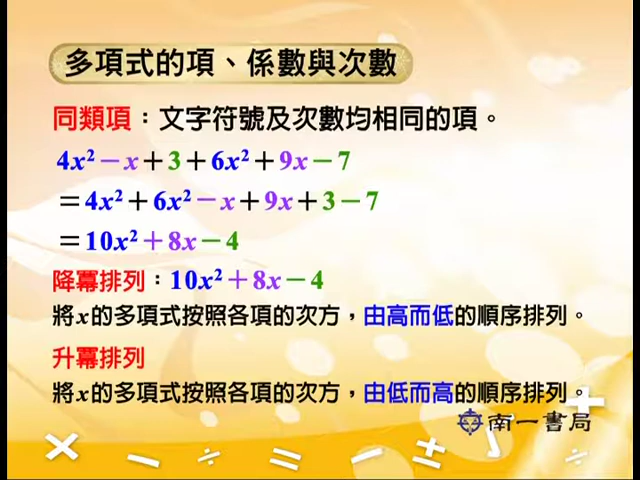 多項式的項、係數與次數
同類項：文字符號及次數均相同的項。
4x²－x＋3＋6x²＋9x－7
＝4x²＋6x²－x＋9x＋3－7
＝10x²＋8x－4
降冪排列：10x²＋8x－4
將x的多項式按照各項的次方，由高而低的順序排列。
升冪排列
將x的多項式按照各項的次方，由低而高的順序排列。
南一書局